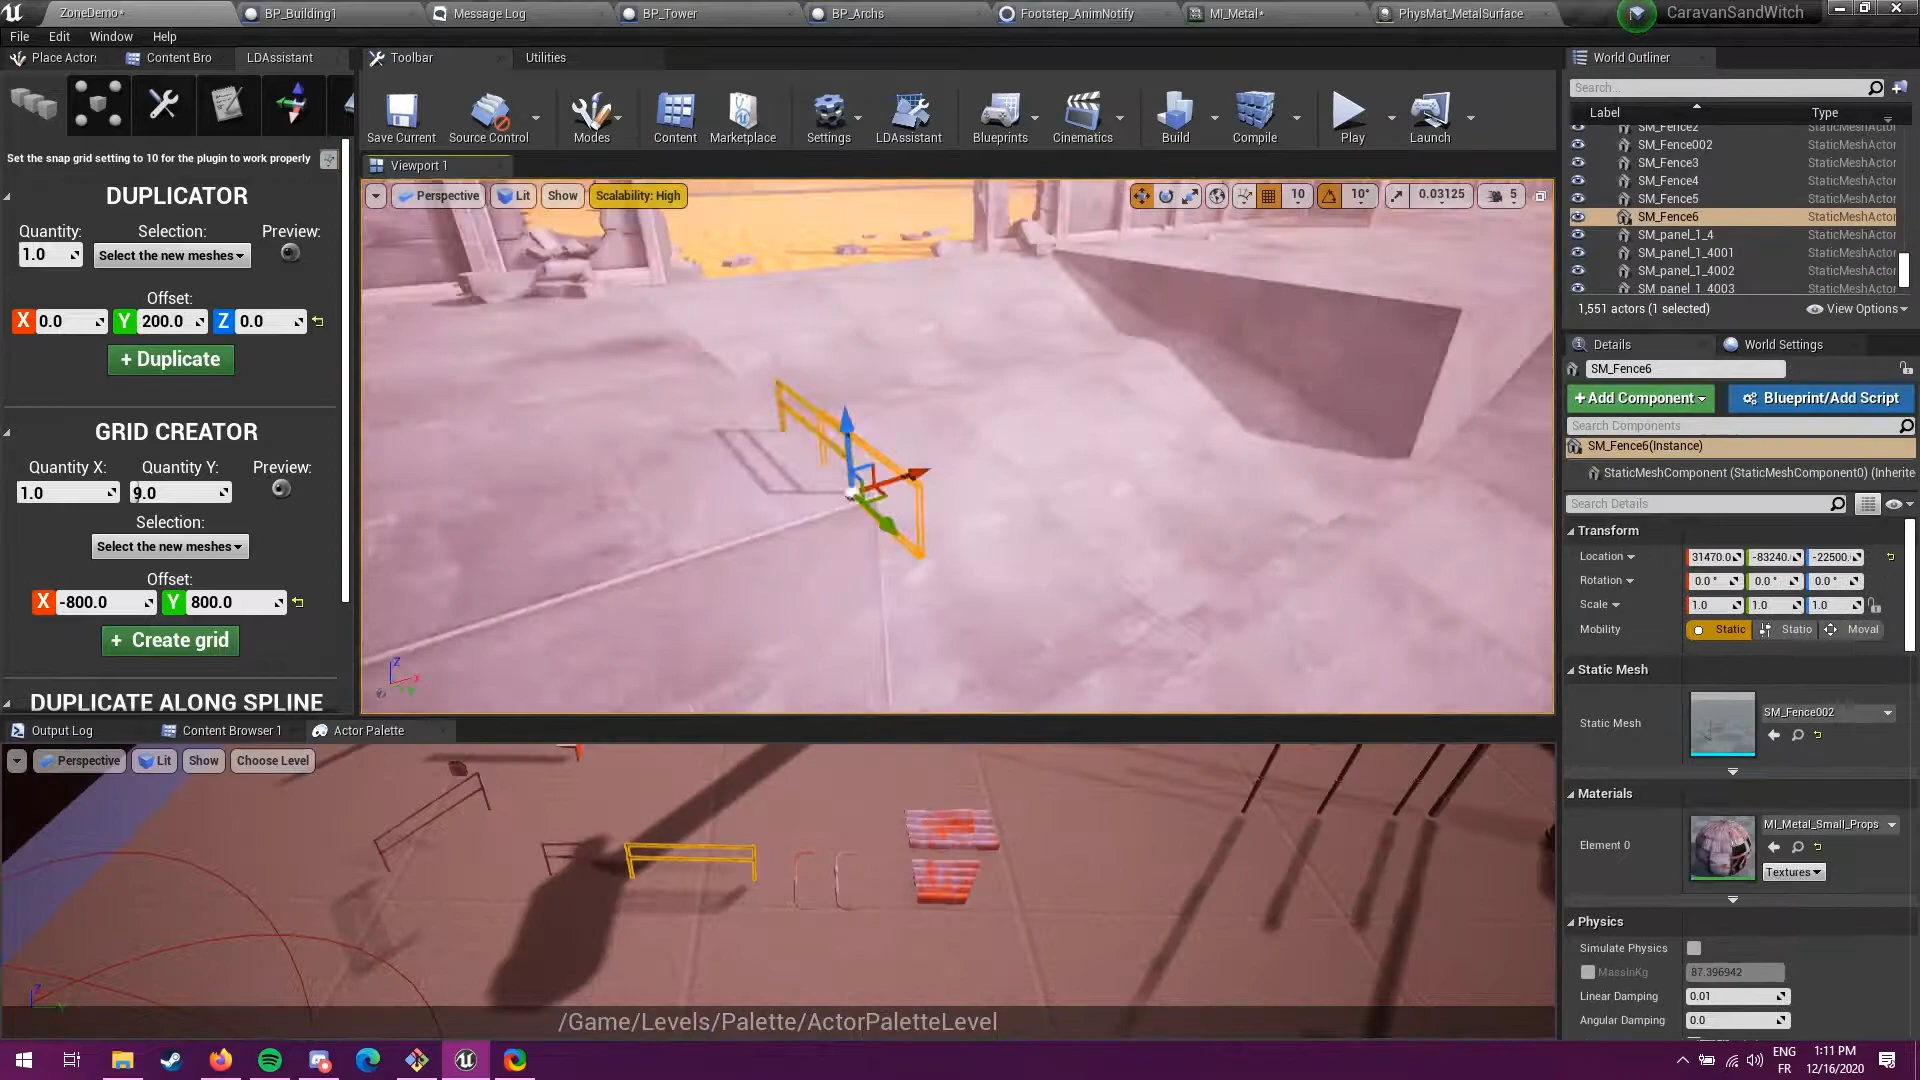 ZoneDemo*
BP_Building1
Message Log
BP_Tower
BP_Archs
Footstep_AnimNotify
MI_Metal*
PhysMat_MetalSurface
CaravanSandWitch
File Edit Window Help
Place Actors
Content Bro
LDAssistant
Toolbar
Utilities
World Outliner
Search...
Label Type
Save Current
Source Control
Modes
Content
Marketplace
Settings
LDAssistant
Blueprints
Cinematics
Build
Compile
Play
Launch
Set the snap grid setting to 10 for the plugin to work properly
Viewport 1
DUPLICATOR
Quantity: Selection: Preview:
1.0 Select the new meshes
Offset:
X 0.0 Y 200.0 Z 0.0
+ Duplicate
GRID CREATOR
Quantity X: Quantity Y: Preview:
1.0 9.0
Selection:
Select the new meshes
Offset:
X -800.0 Y 800.0
+ Create grid
DUPLICATE ALONG SPLINE
Perspective Lit Show Scalability: High
10 10° 0.03125 5
Z
X
Y
SM_Fence2 StaticMeshActor
SM_Fence002 StaticMeshActor
SM_Fence3 StaticMeshActor
SM_Fence4 StaticMeshActor
SM_Fence5 StaticMeshActor
SM_Fence6 StaticMeshActor
SM_panel_1_4 StaticMeshActor
SM_panel_1_4001 StaticMeshActor
SM_panel_1_4002 StaticMeshActor
SM_panel_1_4003 StaticMeshActor
1,551 actors (1 selected) View Options
Details World Settings
SM_Fence6
+Add Component Blueprint/Add Script
Search Components
SM_Fence6(Instance)
StaticMeshComponent (StaticMeshComponent0) (Inherite
Search Details
Transform
Location 31470.0 -83240. -22500.
Rotation 0.0 ° 0.0 ° 0.0 °
Scale 1.0 1.0 1.0
Mobility Static Statio Moval
Static Mesh
Static Mesh SM_Fence002
Materials
Element 0 MI_Metal_Small_Props
Textures
Physics
Simulate Physics
MassInKg 87.396942
Linear Damping 0.01
Angular Damping 0.0
Output Log
Content Browser 1
Actor Palette
Perspective Lit Show Choose Level
Z
Y
/Game/Levels/Palette/ActorPaletteLevel
ENG
FR
1:11 PM
12/16/2020